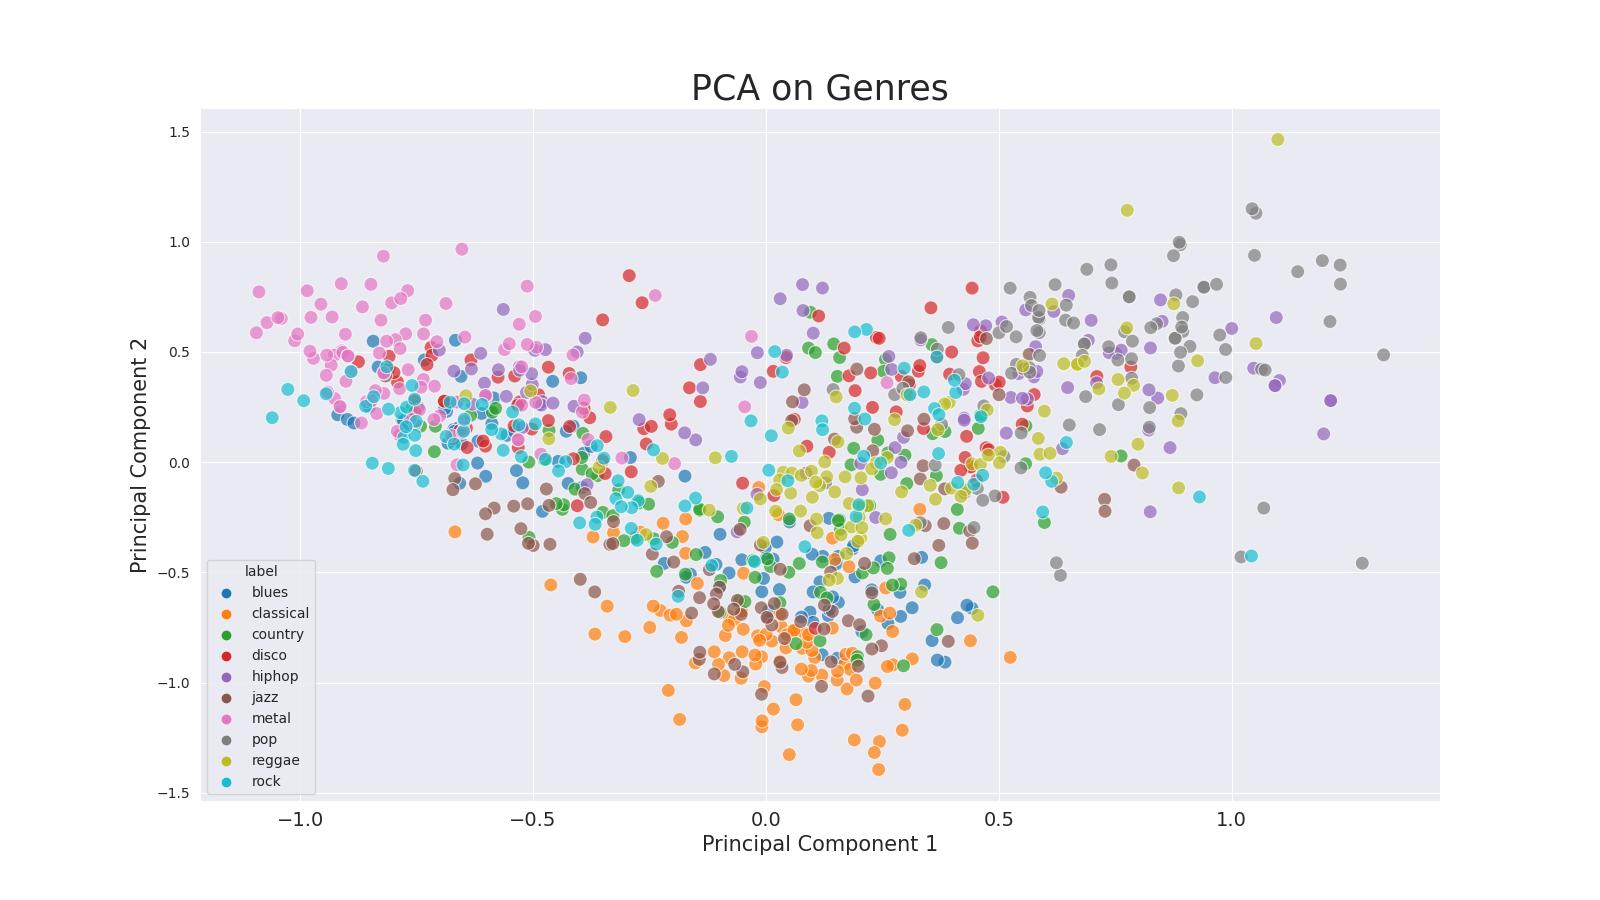 PCA on Genres
1.5
1.0
0.5
0.0
−0.5
−1.0
−1.5
Principal Component 2
label
blues
classical
country
disco
hiphop
jazz
metal
pop
reggae
rock
−1.0 −0.5 0.0 0.5 1.0
Principal Component 1